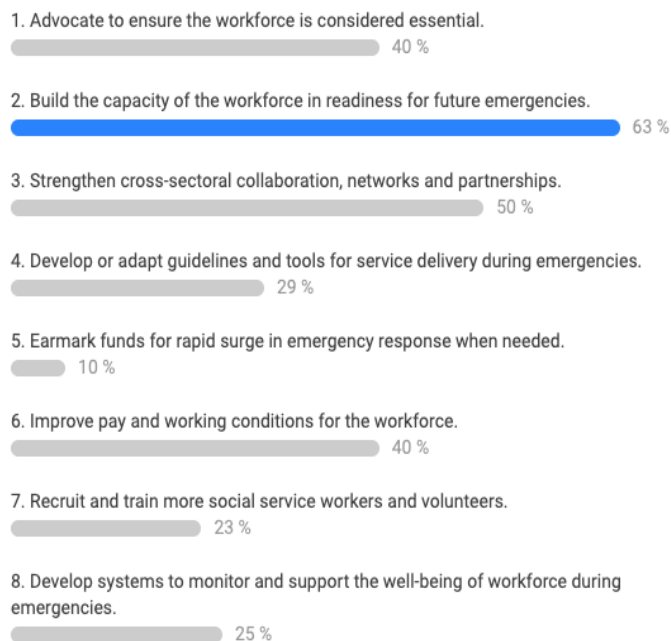 1. Advocate to ensure the workforce is considered essential.
40 %
2. Build the capacity of the workforce in readiness for future emergencies.
63 %
3. Strengthen cross-sectoral collaboration, networks and partnerships.
50 %
4. Develop or adapt guidelines and tools for service delivery during emergencies.
29 %
5. Earmark funds for rapid surge in emergency response when needed.
10 %
6. Improve pay and working conditions for the workforce.
40 %
7. Recruit and train more social service workers and volunteers.
23 %
8. Develop systems to monitor and support the well-being of workforce during
emergencies.
25 %